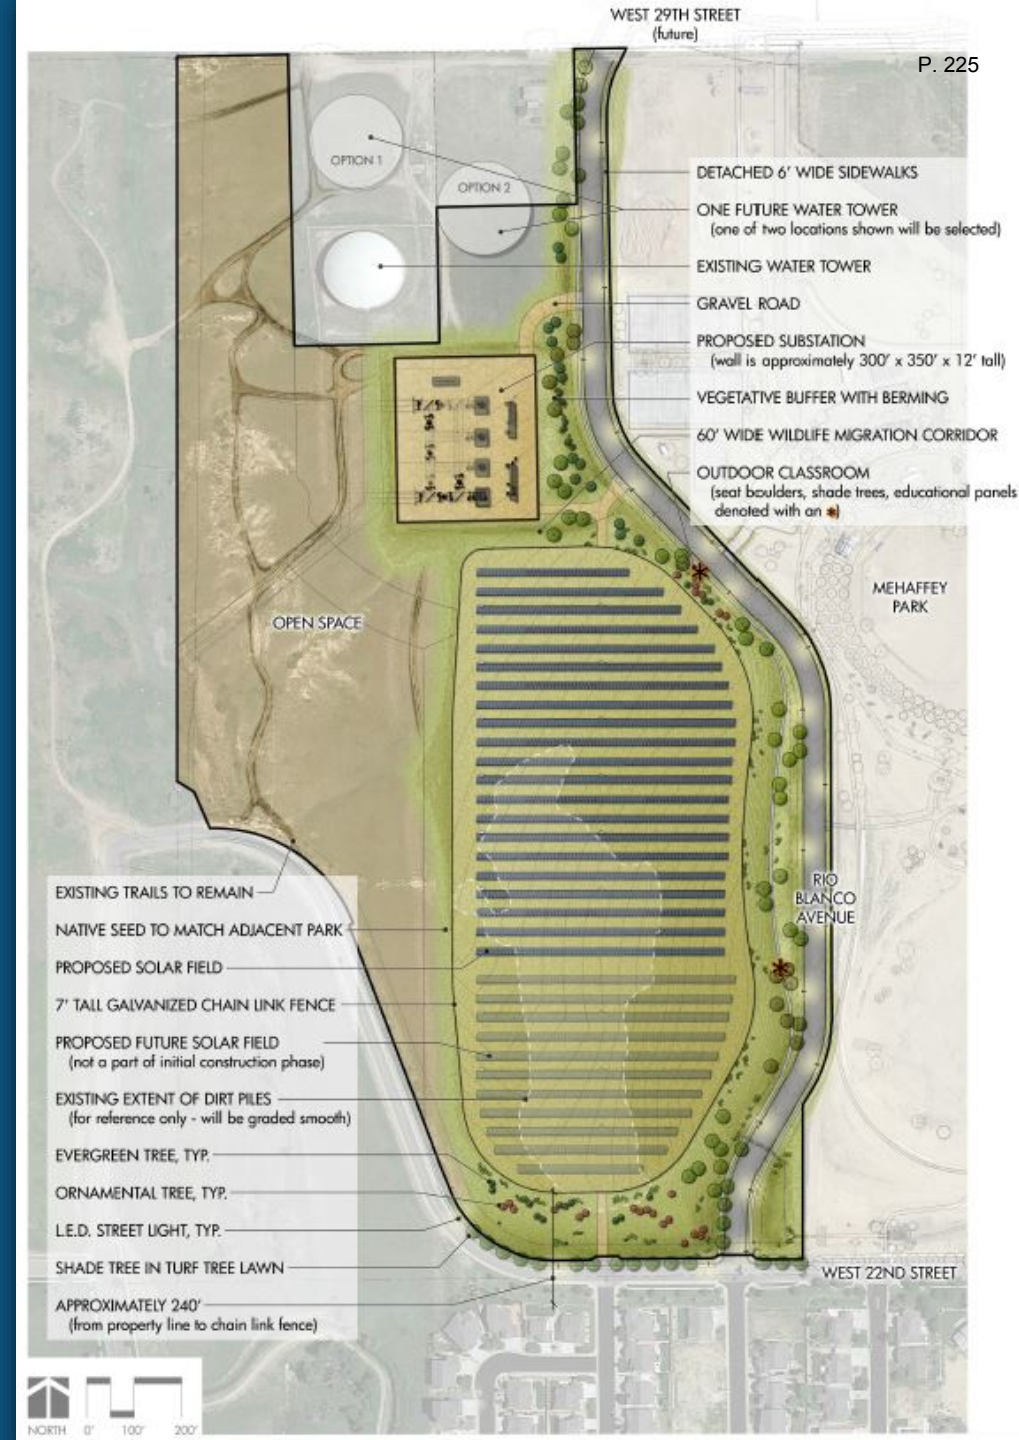 WEST 29TH STREET
(future)
P. 225
OPTION 1
OPTION 2
DETACHED 6' WIDE SIDEWALKS
ONE FUTURE WATER TOWER
(one of two locations shown will be selected)
EXISTING WATER TOWER
GRAVEL ROAD
PROPOSED SUBSTATION
(wall is approximately 300' x 350' x 12' tall)
VEGETATIVE BUFFER WITH BERMING
60' WIDE WILDLIFE MIGRATION CORRIDOR
OUTDOOR CLASSROOM
(seat boulders, shade trees, educational panels
denoted with an *)
MEHAFFEY
PARK
OPEN SPACE
RIO
BLANCO
AVENUE
EXISTING TRAILS TO REMAIN
NATIVE SEED TO MATCH ADJACENT PARK
PROPOSED SOLAR FIELD
7' TALL GALVANIZED CHAIN LINK FENCE
PROPOSED FUTURE SOLAR FIELD
(not a part of initial construction phase)
EXISTING EXTENT OF DIRT PILES
(for reference only - will be graded smooth)
EVERGREEN TREE, TYP.
ORNAMENTAL TREE, TYP.
L.E.D. STREET LIGHT, TYP.
SHADE TREE IN TURF TREE LAWN
APPROXIMATELY 240'
(from property line to chain link fence)
WEST 22ND STREET
NORTH 0' 100' 200'